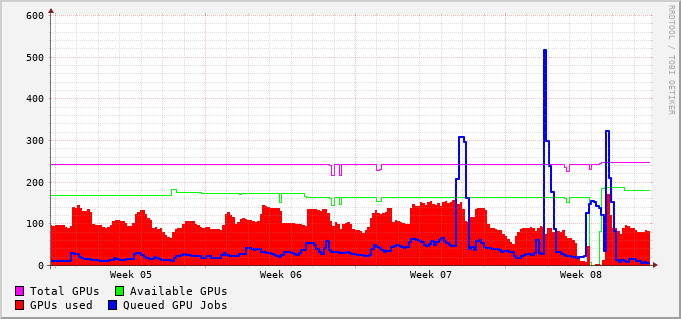 600
500
400
300
200
100
0
Week 05 Week 06 Week 07 Week 08
Total GPUs Available GPUs
GPUs used Queued GPU Jobs
RRDTOOL / TOBI OETIKER